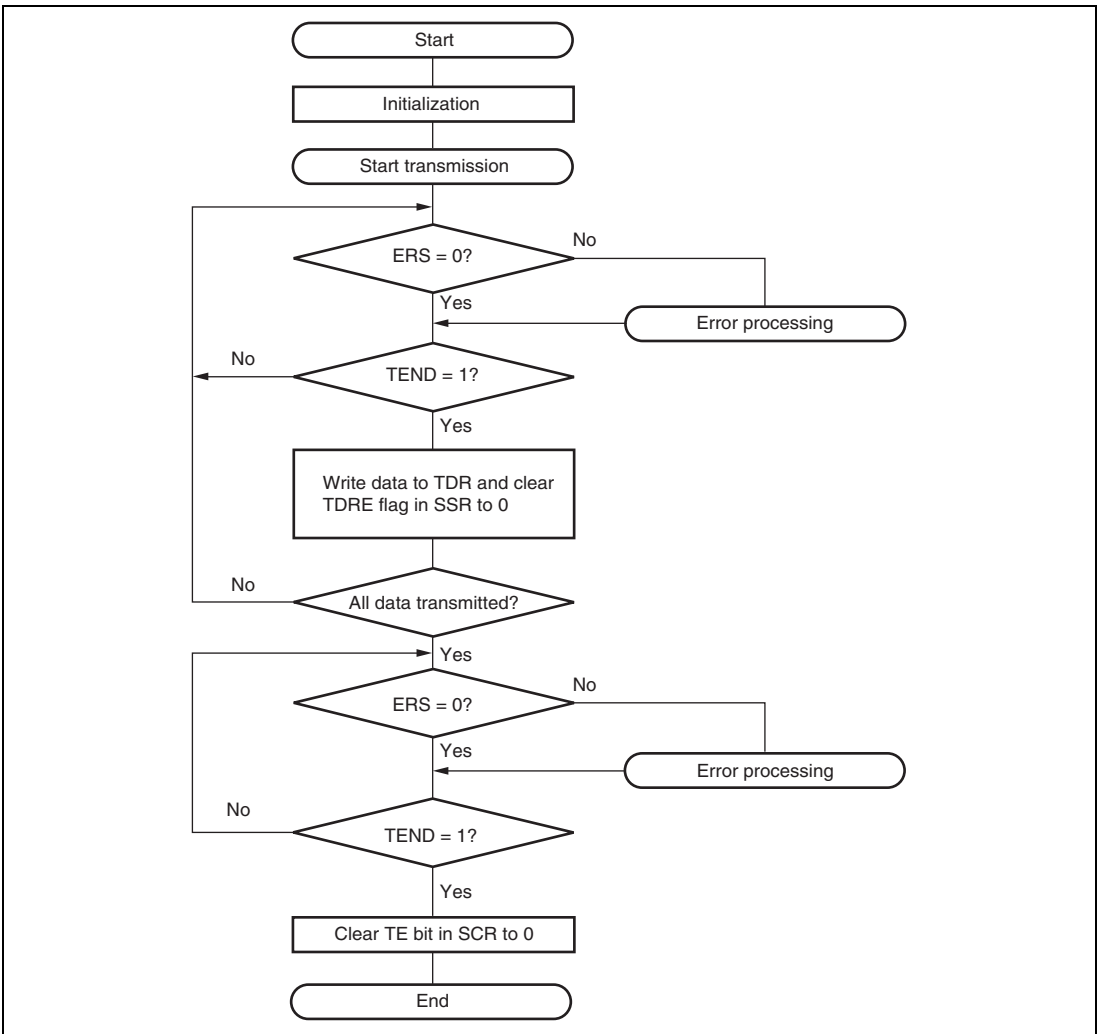 Start
Initialization
Start transmission
ERS = 0?
No
Yes
Error processing
No
TEND = 1?
Yes
Write data to TDR and clear
TDRE flag in SSR to 0
No
All data transmitted?
Yes
ERS = 0?
No
Yes
Error processing
No
TEND = 1?
Yes
Clear TE bit in SCR to 0
End